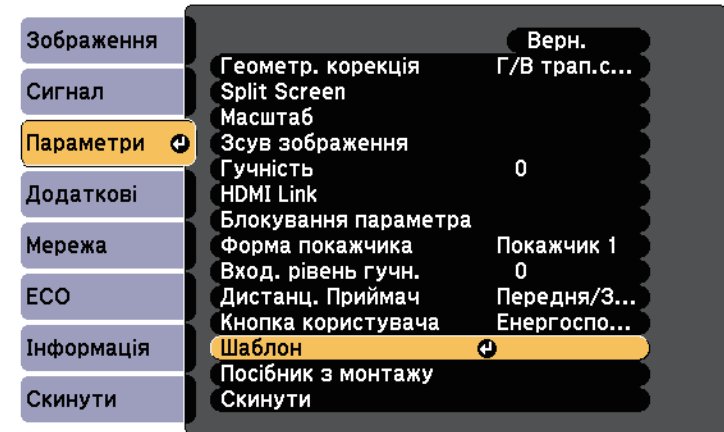 Зображення
Сигнал
Параметри
Додаткові
Мережа
ECO
Інформація
Скинути
Верн.
Геометр. корекція Г/В трап.с...
Split Screen
Масштаб
Зсув зображення
Гучність 0
HDMI Link
Блокування параметра
Форма покажчика Покажчик 1
Вход. рівень гучн. 0
Дистанц. Приймач Передня/З...
Кнопка користувача Енергоспо...
Шаблон
Посібник з монтажу
Скинути